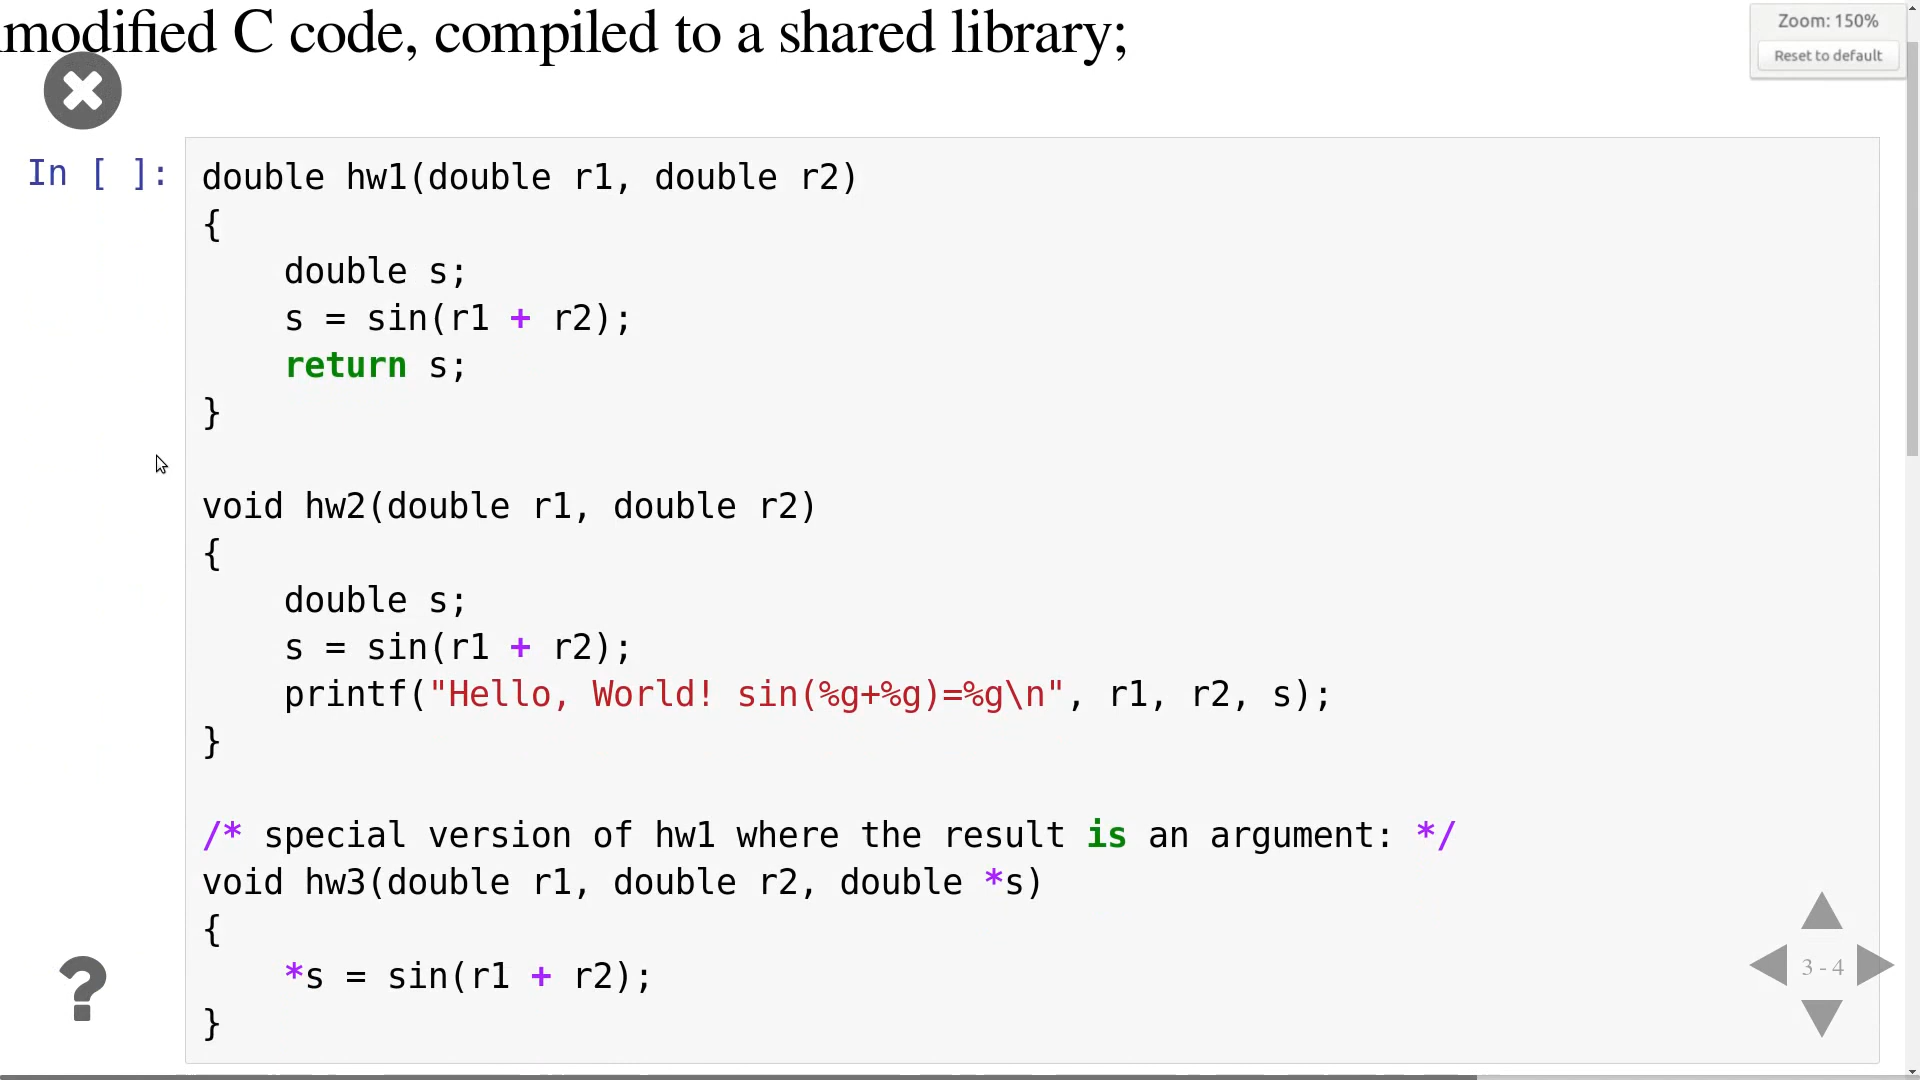 modified C code, compiled to a shared library;
Zoom: 150%
Reset to default
In [ ]:
double hw1(double r1, double r2)
{
    double s;
    s = sin(r1 + r2);
    return s;
}

void hw2(double r1, double r2)
{
    double s;
    s = sin(r1 + r2);
    printf("Hello, World! sin(%g+%g)=%g\n", r1, r2, s);
}

/* special version of hw1 where the result is an argument: */
void hw3(double r1, double r2, double *s)
{
    *s = sin(r1 + r2);
}
?
3 - 4